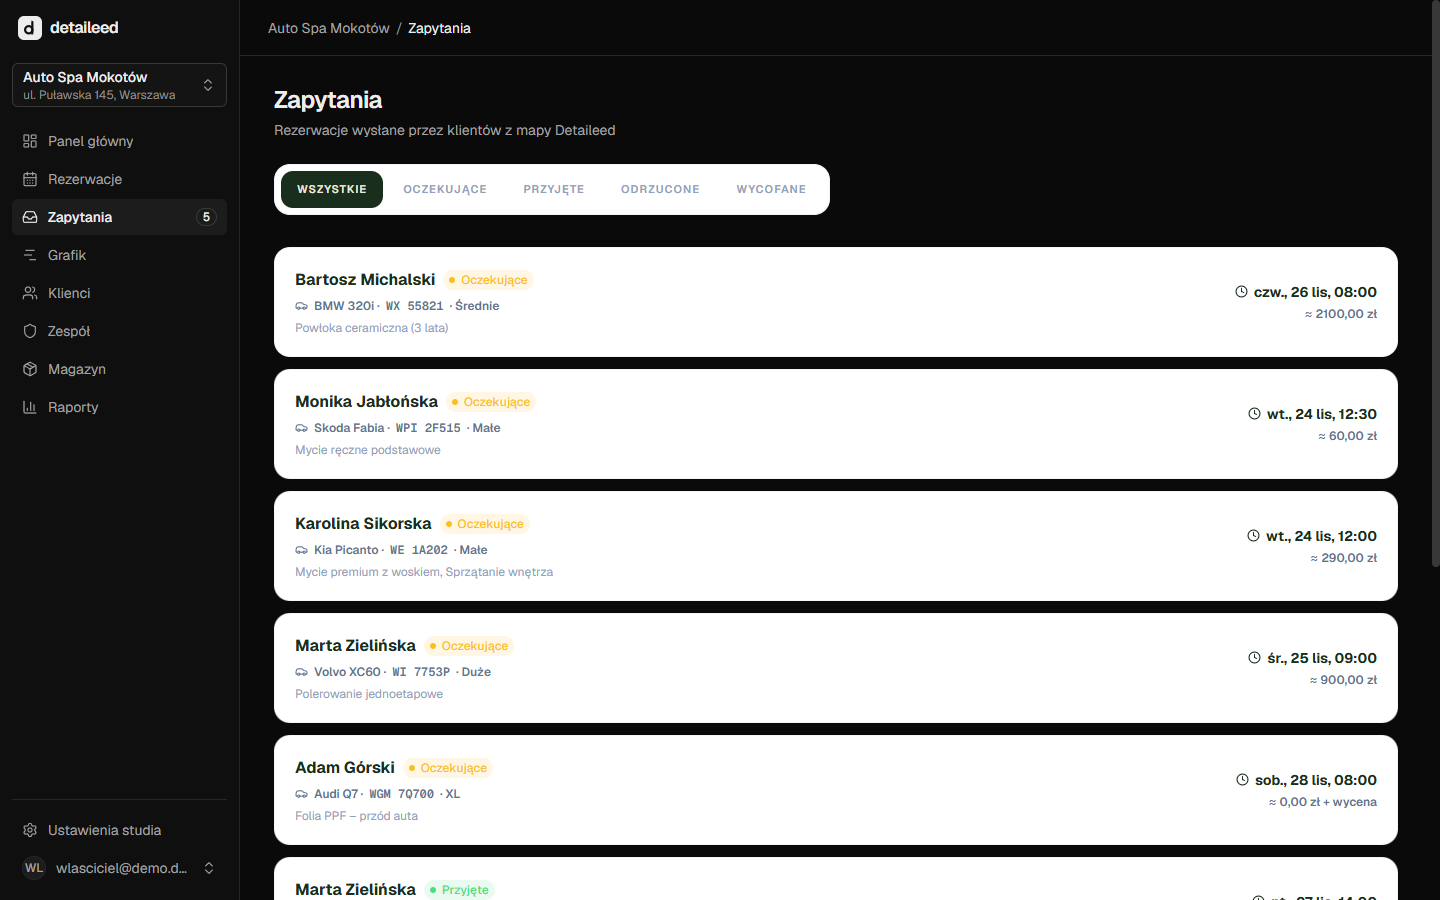 detaileed
Auto Spa Mokotów
ul. Puławska 145, Warszawa
Panel główny
Rezerwacje
Zapytania 5
Grafik
Klienci
Zespół
Magazyn
Raporty
Ustawienia studia
WL wlasciciel@demo.d...
Auto Spa Mokotów / Zapytania
Zapytania
Rezerwacje wysłane przez klientów z mapy Detaileed
WSZYSTKIE OCZEKUJĄCE PRZYJĘTE ODRZUCONE WYCOFANE
Bartosz Michalski Oczekujące
BMW 320i · WX 55821 · Średnie
Powłoka ceramiczna (3 lata)
czw., 26 lis, 08:00
≈ 2100,00 zł
Monika Jabłońska Oczekujące
Skoda Fabia · WPI 2F515 · Małe
Mycie ręczne podstawowe
wt., 24 lis, 12:30
≈ 60,00 zł
Karolina Sikorska Oczekujące
Kia Picanto · WE 1A202 · Małe
Mycie premium z woskiem, Sprzątanie wnętrza
wt., 24 lis, 12:00
≈ 290,00 zł
Marta Zielińska Oczekujące
Volvo XC60 · WI 7753P · Duże
Polerowanie jednoetapowe
śr., 25 lis, 09:00
≈ 900,00 zł
Adam Górski Oczekujące
Audi Q7 · WGM 7Q700 · XL
Folia PPF – przód auta
sob., 28 lis, 08:00
≈ 0,00 zł + wycena
Marta Zielińska Przyjęte